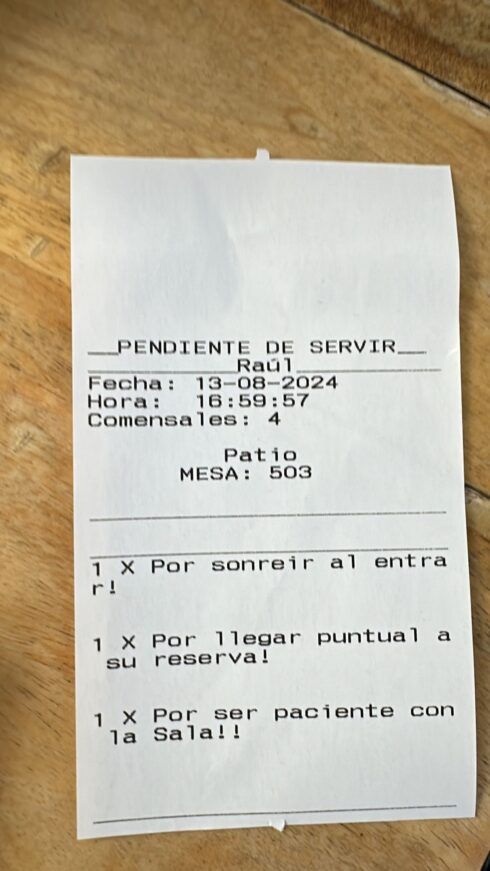 __PENDIENTE DE SERVIR__
__________Raúl__________
Fecha: 13-08-2024
Hora:  16:59:57
Comensales: 4
Patio
MESA: 503
1 X Por sonreir al entra
r!
1 X Por llegar puntual a
su reserva!
1 X Por ser paciente con
la Sala!!